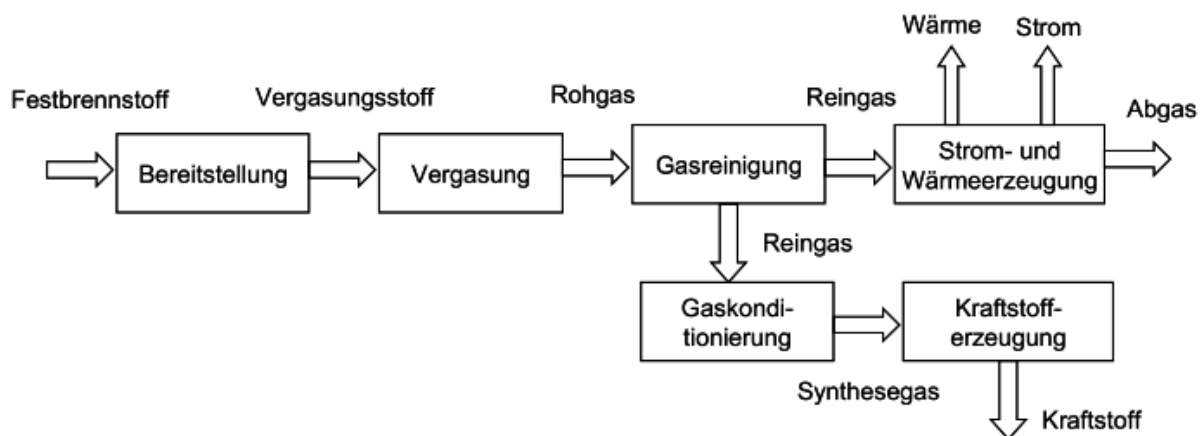 Wärme
Strom
Festbrennstoff
Vergasungsstoff
Rohgas
Reingas
Abgas
Bereitstellung
Vergasung
Gasreinigung
Strom- und
Wärmeerzeugung
Reingas
Gaskondi-
tionierung
Kraftstoff-
erzeugung
Synthesegas
Kraftstoff